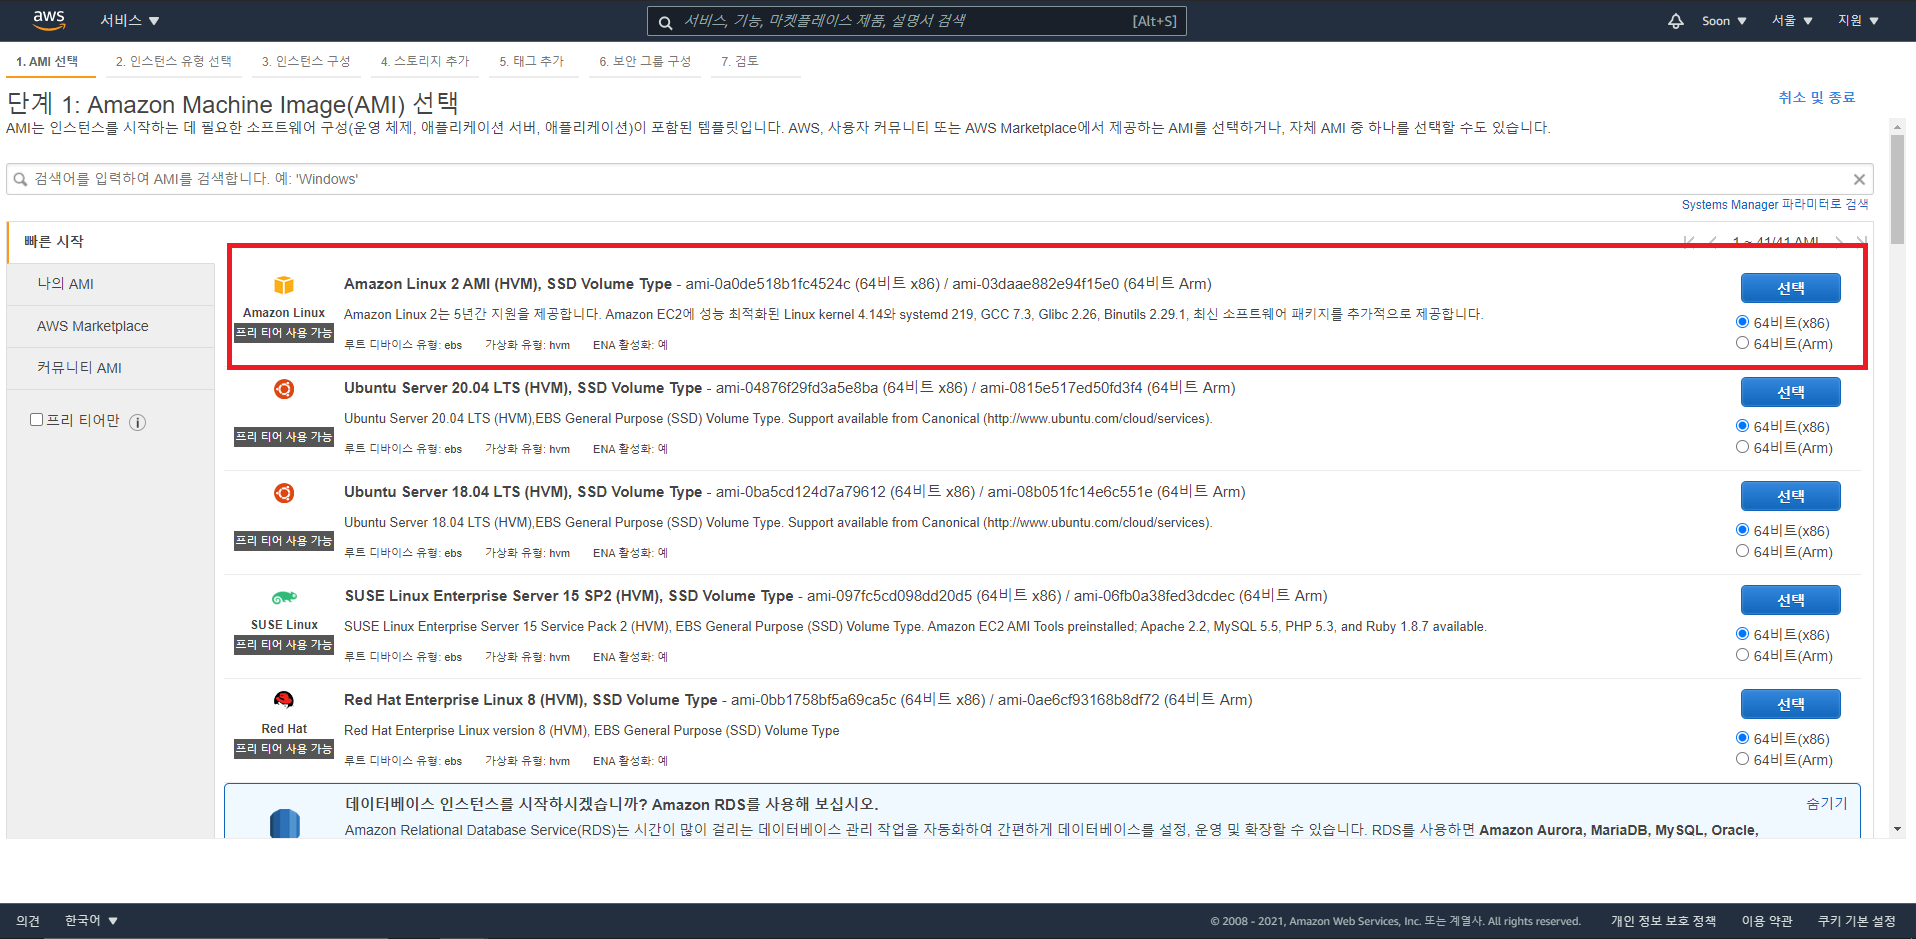 aws 서비스 ▼ 서비스, 기능, 마켓플레이스 제품, 설명서 검색 [Alt+S] Soon ▼ 서울 ▼ 지원 ▼
1. AMI 선택 2. 인스턴스 유형 선택 3. 인스턴스 구성 4. 스토리지 추가 5. 태그 추가 6. 보안 그룹 구성 7. 검토
단계 1: Amazon Machine Image(AMI) 선택
취소 및 종료
AMI는 인스턴스를 시작하는 데 필요한 소프트웨어 구성(운영 체제, 애플리케이션 서버, 애플리케이션)이 포함된 템플릿입니다. AWS, 사용자 커뮤니티 또는 AWS Marketplace에서 제공하는 AMI를 선택하거나, 자체 AMI 중 하나를 선택할 수도 있습니다.
검색어를 입력하여 AMI를 검색합니다. 예: 'Windows'
Systems Manager 파라미터로 검색
빠른 시작
나의 AMI
AWS Marketplace
커뮤니티 AMI
프리 티어만
1 ~ 41/41 AMI
Amazon Linux
프리 티어 사용 가능
Amazon Linux 2 AMI (HVM), SSD Volume Type - ami-0a0de518b1fc4524c (64비트 x86) / ami-03daae882e94f15e0 (64비트 Arm)
Amazon Linux 2는 5년간 지원을 제공합니다. Amazon EC2에 성능 최적화된 Linux kernel 4.14와 systemd 219, GCC 7.3, Glibc 2.26, Binutils 2.29.1, 최신 소프트웨어 패키지를 추가적으로 제공합니다.
루트 디바이스 유형: ebs 가상화 유형: hvm ENA 활성화: 예
선택
64비트(x86)
64비트(Arm)
프리 티어 사용 가능
Ubuntu Server 20.04 LTS (HVM), SSD Volume Type - ami-04876f29fd3a5e8ba (64비트 x86) / ami-0815e517ed50fd3f4 (64비트 Arm)
Ubuntu Server 20.04 LTS (HVM),EBS General Purpose (SSD) Volume Type. Support available from Canonical (http://www.ubuntu.com/cloud/services).
루트 디바이스 유형: ebs 가상화 유형: hvm ENA 활성화: 예
선택
64비트(x86)
64비트(Arm)
프리 티어 사용 가능
Ubuntu Server 18.04 LTS (HVM), SSD Volume Type - ami-0ba5cd124d7a79612 (64비트 x86) / ami-08b051fc14e6c551e (64비트 Arm)
Ubuntu Server 18.04 LTS (HVM),EBS General Purpose (SSD) Volume Type. Support available from Canonical (http://www.ubuntu.com/cloud/services).
루트 디바이스 유형: ebs 가상화 유형: hvm ENA 활성화: 예
선택
64비트(x86)
64비트(Arm)
SUSE Linux
프리 티어 사용 가능
SUSE Linux Enterprise Server 15 SP2 (HVM), SSD Volume Type - ami-097fc5cd098dd20d5 (64비트 x86) / ami-06fb0a38fed3dcdec (64비트 Arm)
SUSE Linux Enterprise Server 15 Service Pack 2 (HVM), EBS General Purpose (SSD) Volume Type. Amazon EC2 AMI Tools preinstalled; Apache 2.2, MySQL 5.5, PHP 5.3, and Ruby 1.8.7 available.
루트 디바이스 유형: ebs 가상화 유형: hvm ENA 활성화: 예
선택
64비트(x86)
64비트(Arm)
Red Hat
프리 티어 사용 가능
Red Hat Enterprise Linux 8 (HVM), SSD Volume Type - ami-0bb1758bf5a69ca5c (64비트 x86) / ami-0ae6cf93168b8df72 (64비트 Arm)
Red Hat Enterprise Linux version 8 (HVM), EBS General Purpose (SSD) Volume Type
루트 디바이스 유형: ebs 가상화 유형: hvm ENA 활성화: 예
선택
64비트(x86)
64비트(Arm)
데이터베이스 인스턴스를 시작하시겠습니까? Amazon RDS를 사용해 보십시오.
숨기기
Amazon Relational Database Service(RDS)는 시간이 많이 걸리는 데이터베이스 관리 작업을 자동화하여 간편하게 데이터베이스를 설정, 운영 및 확장할 수 있습니다. RDS를 사용하면 Amazon Aurora, MariaDB, MySQL, Oracle,
의견 한국어 ▼ © 2008 - 2021, Amazon Web Services, Inc. 또는 계열사. All rights reserved. 개인 정보 보호 정책 이용 약관 쿠키 기본 설정